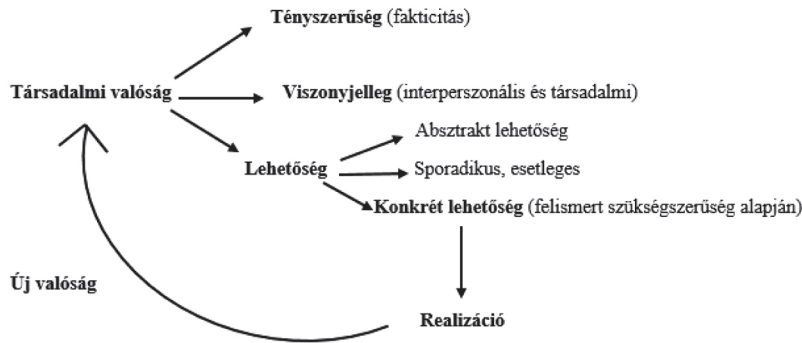 Tényszerűség (fakticitás)
Társadalmi valóság
Viszonyjelleg (interperszonális és társadalmi)
Absztrakt lehetőség
Lehetőség
Sporadikus, esetleges
Konkrét lehetőség (felismert szükségszerűség alapján)
Új valóság
Realizáció